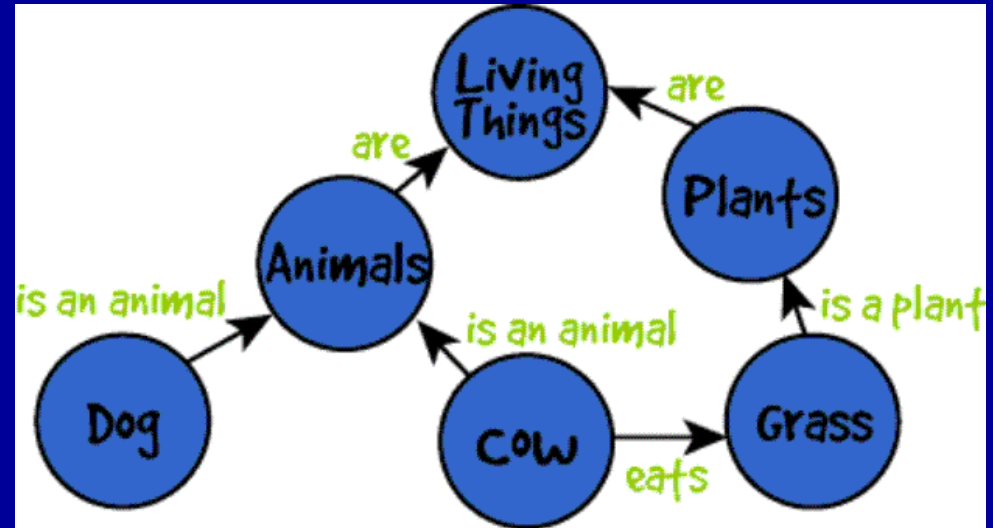 Living
Things
are
are
Plants
Animals
is an animal
is an animal
is a plant
Dog
Cow
Grass
eats